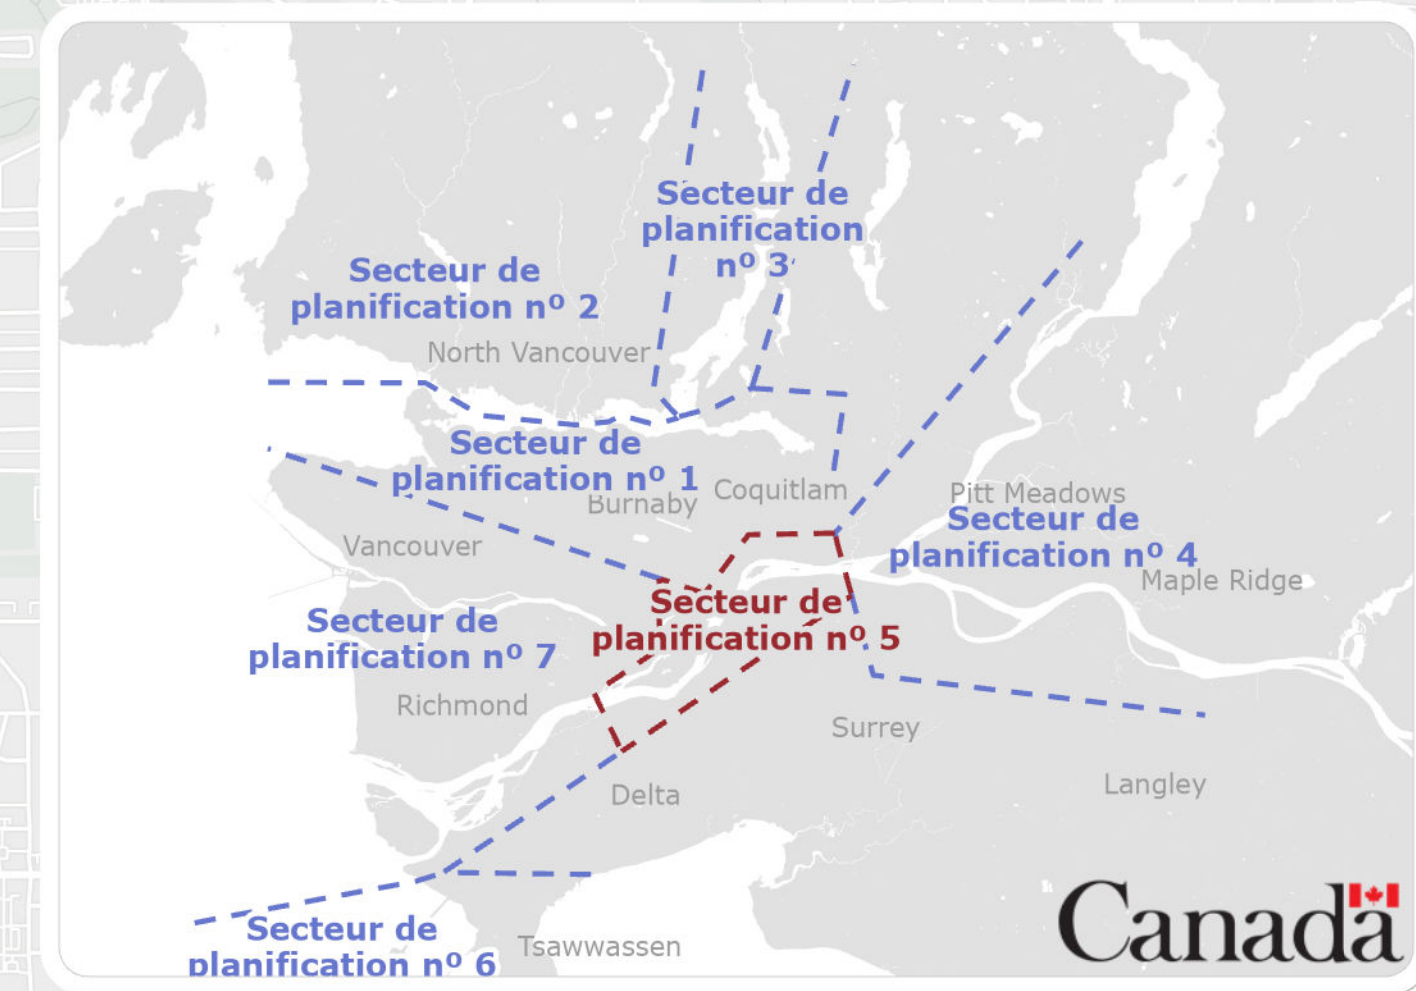 Secteur de
planification
nº 3
Secteur de
planification nº 2
North Vancouver
Secteur de
planification nº 1
Burnaby
Coquitlam
Pitt Meadows
Secteur de
planification nº 4
Vancouver
Maple Ridge
Secteur de
planification nº 5
Secteur de
planification nº 7
Richmond
Surrey
Delta
Langley
Secteur de
planification nº 6
Tsawwassen
Canada